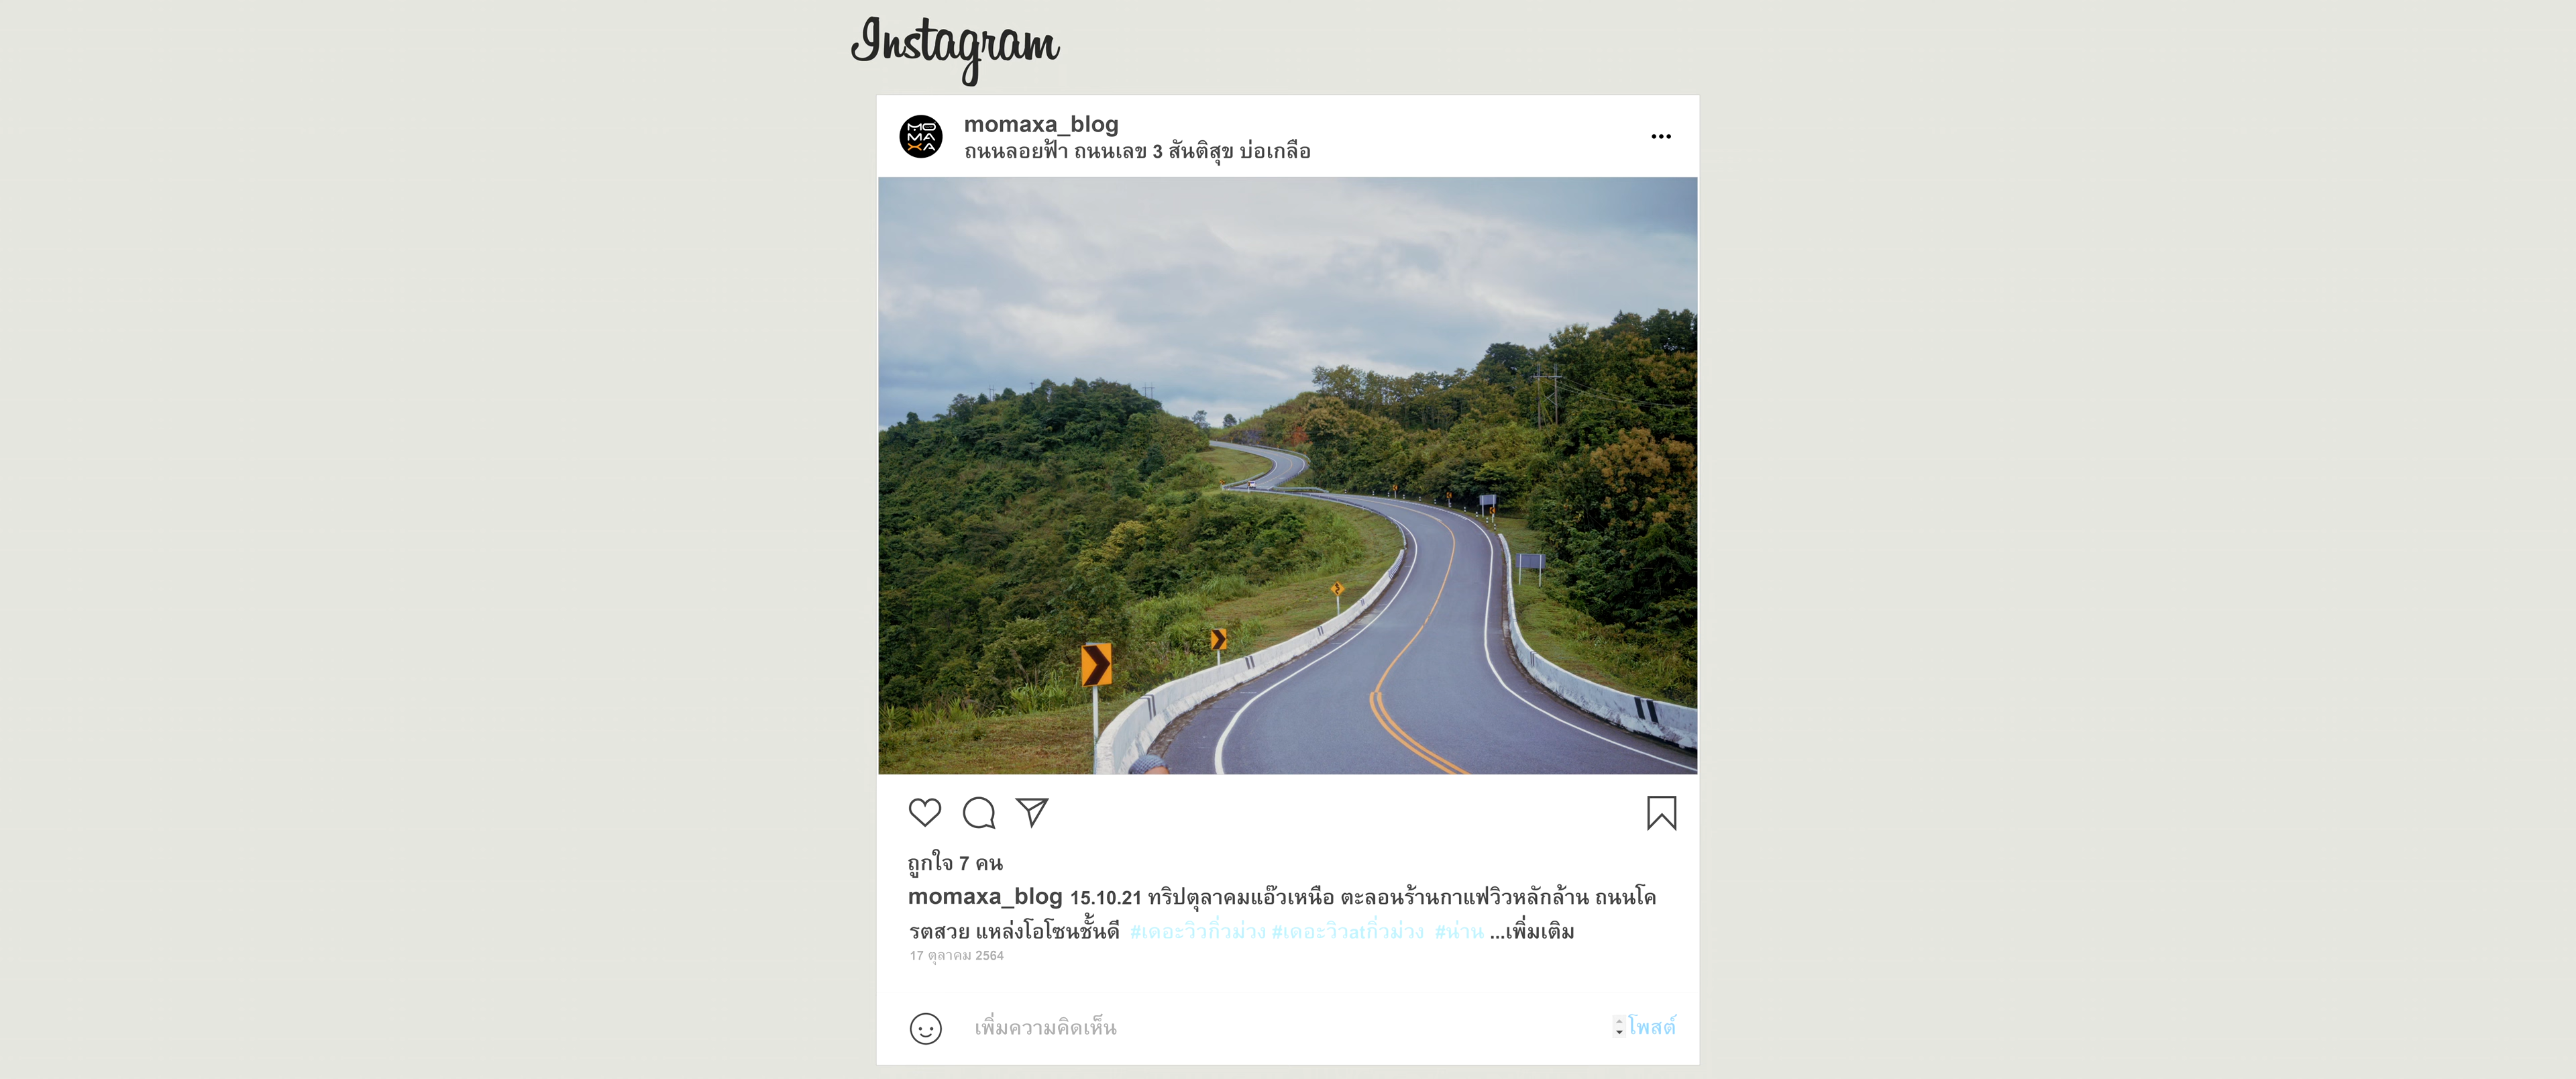 Instagram
MO
MA
XA
momaxa_blog
ถนนลอยฟ้า ถนนเลข 3 สันติสุข บ่อเกลือ
ถูกใจ 7 คน
momaxa_blog 15.10.21 ทริปตุลาคมแอ๊วเหนือ ตะลอนร้านกาแฟวิวหลักล้าน ถนนโค
รตสวย แหล่งโอโซนชั้นดี #เดอะวิวกิ่วม่วง #เดอะวิวatกิ่วม่วง #น่าน ...เพิ่มเติม
17 ตุลาคม 2564
เพิ่มความคิดเห็น
โพสต์